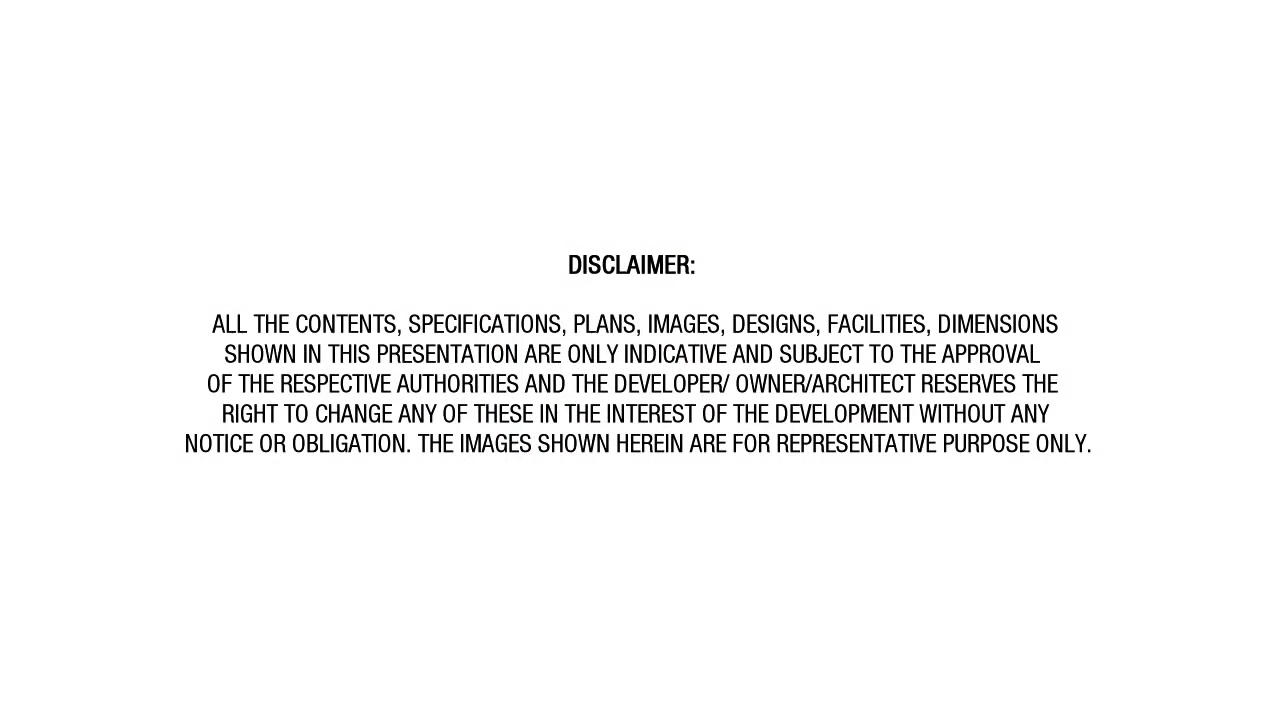 DISCLAIMER:
ALL THE CONTENTS, SPECIFICATIONS, PLANS, IMAGES, DESIGNS, FACILITIES, DIMENSIONS
SHOWN IN THIS PRESENTATION ARE ONLY INDICATIVE AND SUBJECT TO THE APPROVAL
OF THE RESPECTIVE AUTHORITIES AND THE DEVELOPER/ OWNER/ARCHITECT RESERVES THE
RIGHT TO CHANGE ANY OF THESE IN THE INTEREST OF THE DEVELOPMENT WITHOUT ANY
NOTICE OR OBLIGATION. THE IMAGES SHOWN HEREIN ARE FOR REPRESENTATIVE PURPOSE ONLY.